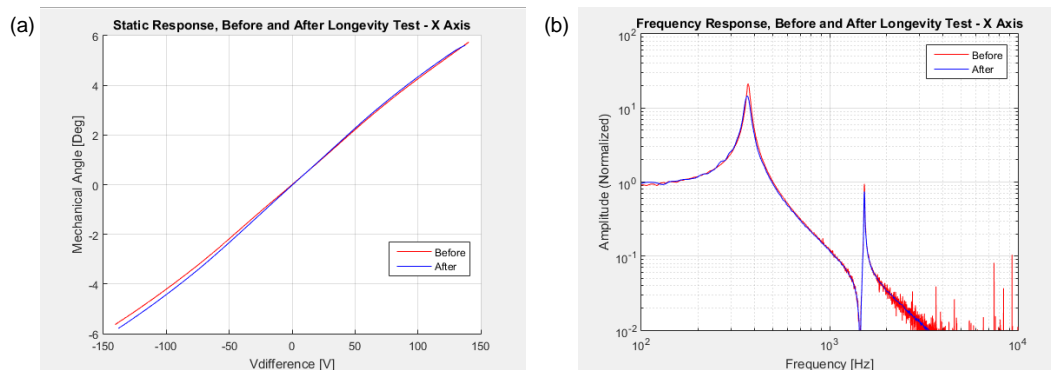 (a)
Static Response, Before and After Longevity Test - X Axis
Mechanical Angle [Deg]
6
4
2
0
-2
-4
-6
-150
-100
-50
0
50
100
150
Vdifference [V]
Before
After
(b)
Frequency Response, Before and After Longevity Test - X Axis
Amplitude (Normalized)
10^2
10^1
10^0
10^-1
10^-2
10^2
10^3
10^4
Frequency [Hz]
Before
After